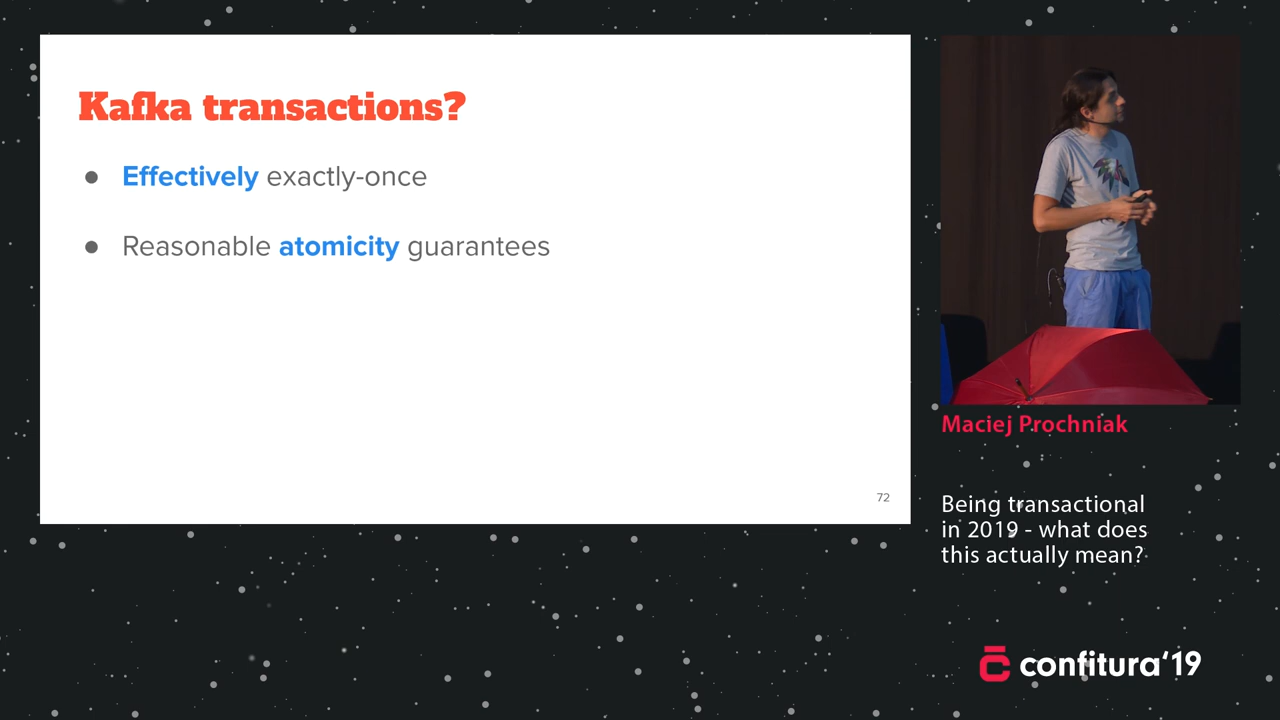 Kafka transactions?
● Effectively exactly-once
● Reasonable atomicity guarantees
72
Maciej Prochniak
Being transactional
in 2019 - what does
this actually mean?
confitura‘19